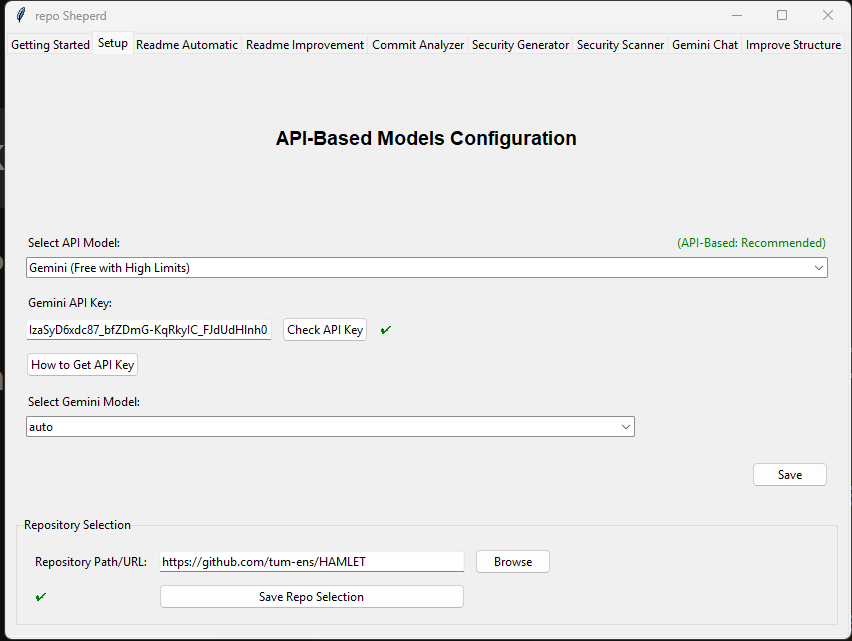 repo Sheperd
Getting Started Setup Readme Automatic Readme Improvement Commit Analyzer Security Generator Security Scanner Gemini Chat Improve Structure
API-Based Models Configuration
Select API Model: (API-Based: Recommended)
Gemini (Free with High Limits)
Gemini API Key:
Check API Key
How to Get API Key
Select Gemini Model:
auto
Save
Repository Selection
Repository Path/URL: https://github.com/tum-ens/HAMLET Browse
Save Repo Selection